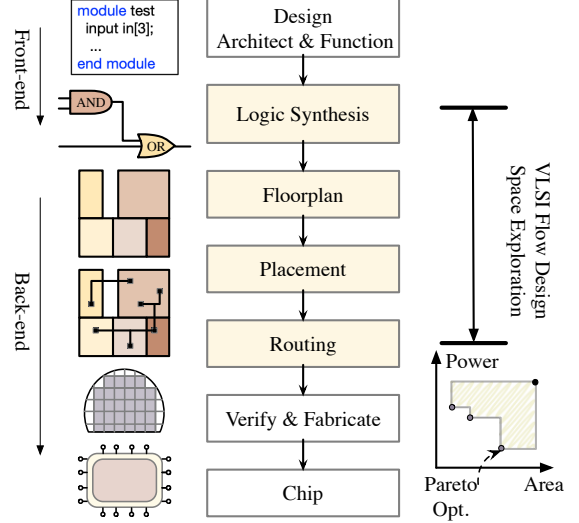 module test
input in[3];
...
end module
Front-end
AND
OR
Back-end
Design
Architect & Function
Logic Synthesis
Floorplan
Placement
Routing
Verify & Fabricate
Chip
VLSI Flow Design
Space Exploration
Power
Area
Pareto
Opt.